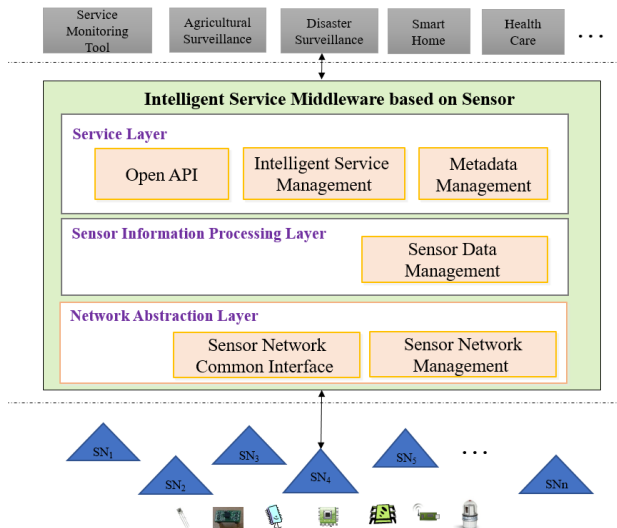 Service
Monitoring
Tool
Agricultural
Surveillance
Disaster
Surveillance
Smart
Home
Health
Care
...
Intelligent Service Middleware based on Sensor
Service Layer
Open API
Intelligent Service
Management
Metadata
Management
Sensor Information Processing Layer
Sensor Data
Management
Network Abstraction Layer
Sensor Network
Common Interface
Sensor Network
Management
SN₁
SN₂
SN₃
SN₄
SN₅
...
SNn